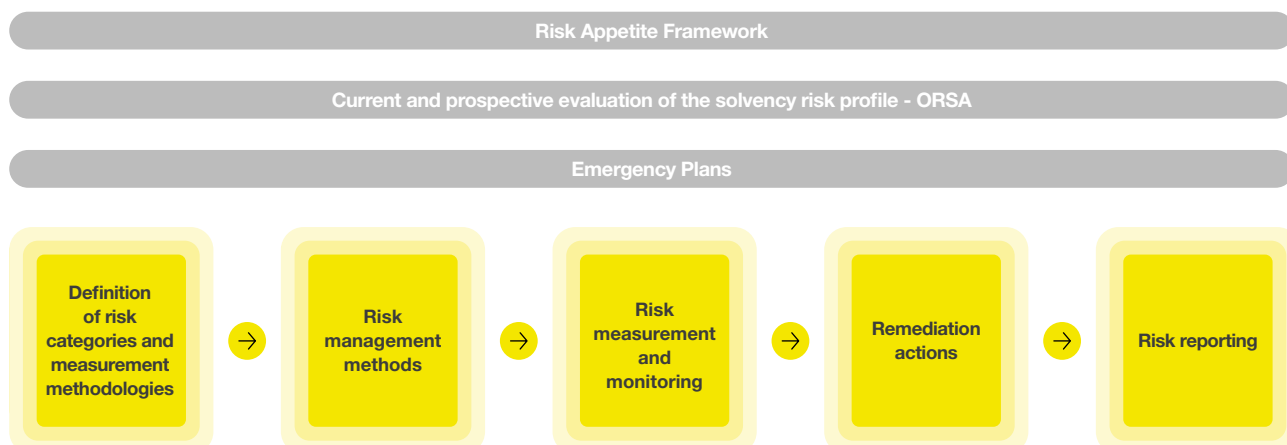 Risk Appetite Framework
Current and prospective evaluation of the solvency risk profile - ORSA
Emergency Plans
Definition
of risk
categories and
measurement
methodologies
Risk
management
methods
Risk
measurement
and
monitoring
Remediation
actions
Risk reporting